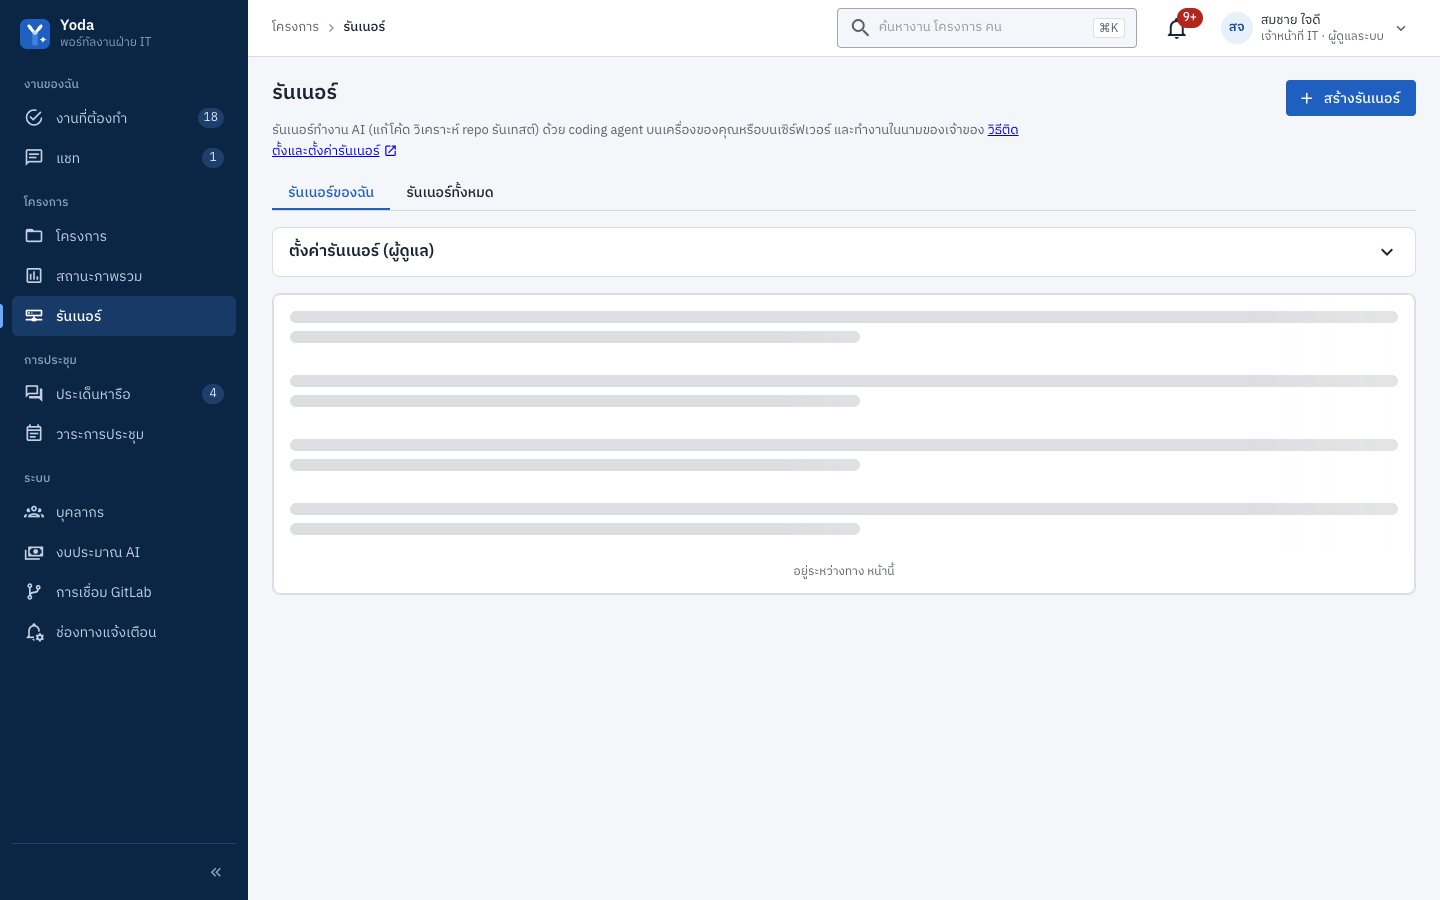 Yoda
พอร์ทัลงานฝ่าย IT
งานของฉัน
งานที่ต้องทำ 18
แชท 1
โครงการ
โครงการ
สถานะภาพรวม
รันเนอร์
การประชุม
ประเด็นหารือ 4
วาระการประชุม
ระบบ
บุคลากร
งบประมาณ AI
การเชื่อม GitLab
ช่องทางแจ้งเตือน
โครงการ รันเนอร์
ค้นหางาน โครงการ คน ⌘K
9+
สจ
สมชาย ใจดี
เจ้าหน้าที่ IT · ผู้ดูแลระบบ
รันเนอร์
สร้างรันเนอร์
รันเนอร์ทำงาน AI (แก้โค้ด วิเคราะห์ repo รันเทสต์) ด้วย coding agent บนเครื่องของคุณหรือบนเซิร์ฟเวอร์ และทำงานในนามของเจ้าของ วิธีติด
ตั้งและตั้งค่ารันเนอร์
รันเนอร์ของฉัน รันเนอร์ทั้งหมด
ตั้งค่ารันเนอร์ (ผู้ดูแล)
อยู่ระหว่างทาง หน้านี้